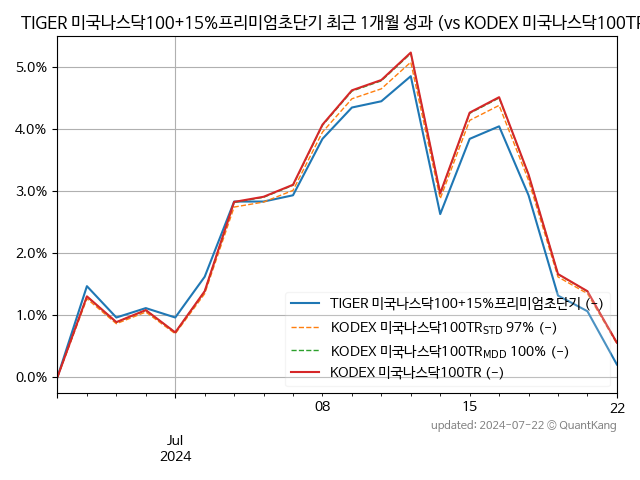 TIGER 미국나스닥100+15%프리미엄초단기 최근 1개월 성과 (vs KODEX 미국나스닥100TR
5.0%
4.0%
3.0%
2.0%
1.0%
0.0%
TIGER 미국나스닥100+15%프리미엄초단기 (-)
KODEX 미국나스닥100TRSTD 97% (-)
KODEX 미국나스닥100TRMDD 100% (-)
KODEX 미국나스닥100TR (-)
08
15
22
Jul
2024
updated: 2024-07-22 © QuantKang